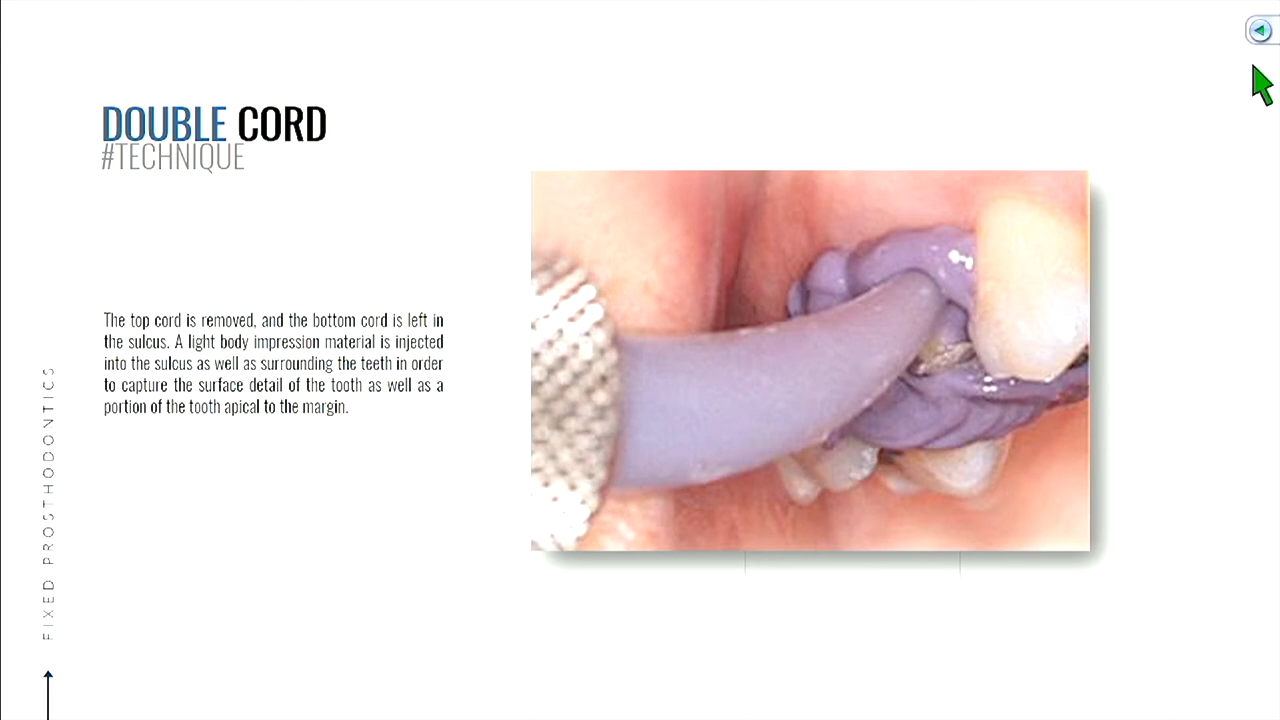 DOUBLE CORD
#TECHNIQUE
The top cord is removed, and the bottom cord is left in
the sulcus. A light body impression material is injected
into the sulcus as well as surrounding the teeth in order
to capture the surface detail of the tooth as well as a
portion of the tooth apical to the margin.
FIXED PROSTHODONTICS